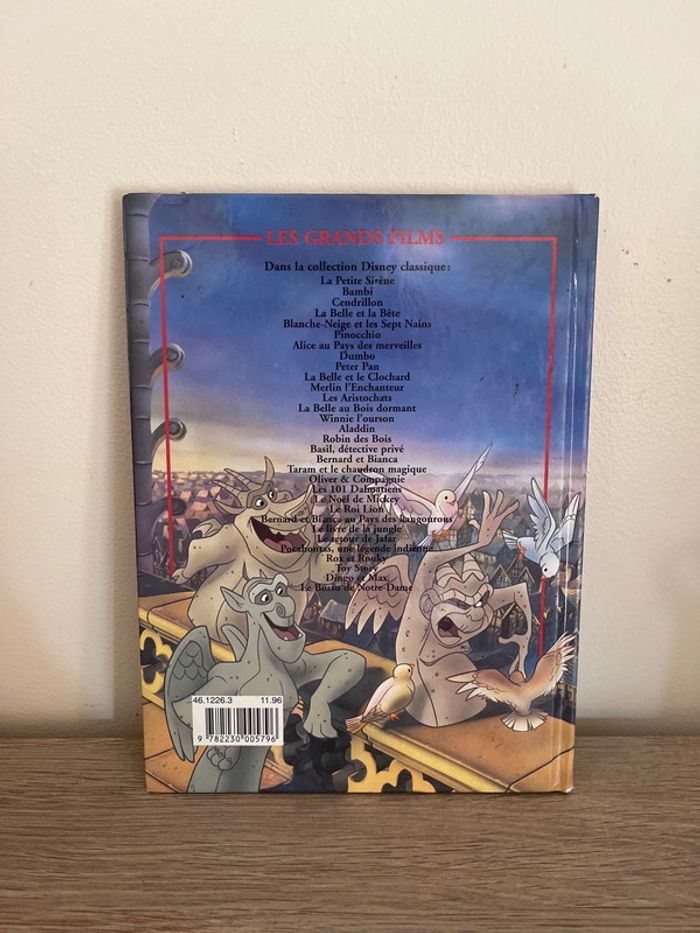 LES GRANDS FILMS
Dans la collection Disney classique :
La Petite Sirène
Bambi
Cendrillon
La Belle et la Bête
Blanche-Neige et les Sept Nains
Pinocchio
Alice au Pays des merveilles
Dumbo
Peter Pan
La Belle et le Clochard
Merlin l'Enchanteur
Les Aristochats
La Belle au Bois dormant
Winnie l'ourson
Aladdin
Robin des Bois
Basil, détective privé
Bernard et Bianca
Taram et le chaudron magique
Oliver & Compagnie
Les 101 Dalmatiens
Le Noël de Mickey
Le Roi Lion
Bernard et Bianca au Pays des kangourous
Le livre de la jungle
Le retour de Jafar
Pocahontas, une légende indienne
Rox et Rouky
Toy Story
Dingo et Max
Le Bossu de Notre-Dame
46.1226.3 11.96
9 782230 005796